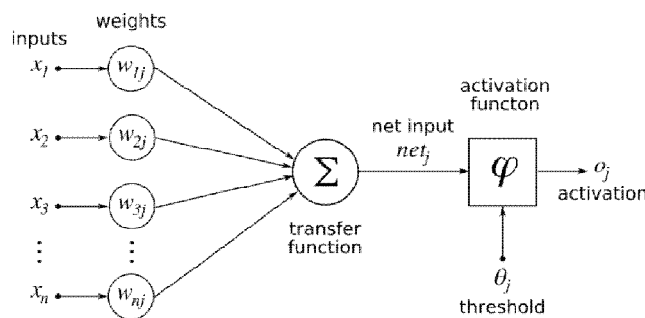 weights
inputs
x₁
w₁ⱼ
activation
functon
x₂
w₂ⱼ
net input
netⱼ
Σ
φ
oⱼ
activation
x₃
w₃ⱼ
transfer
function
⋮
⋮
xₙ
wₙⱼ
θⱼ
threshold